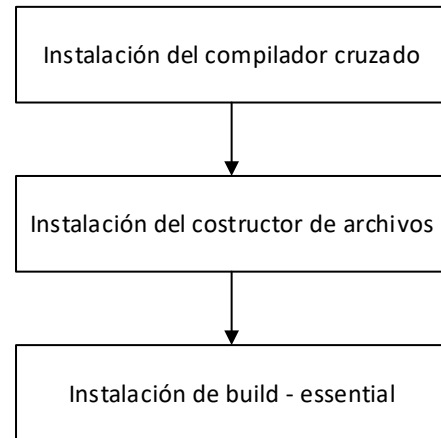 Instalación del compilador cruzado
Instalación del costructor de archivos
Instalación de build - essential